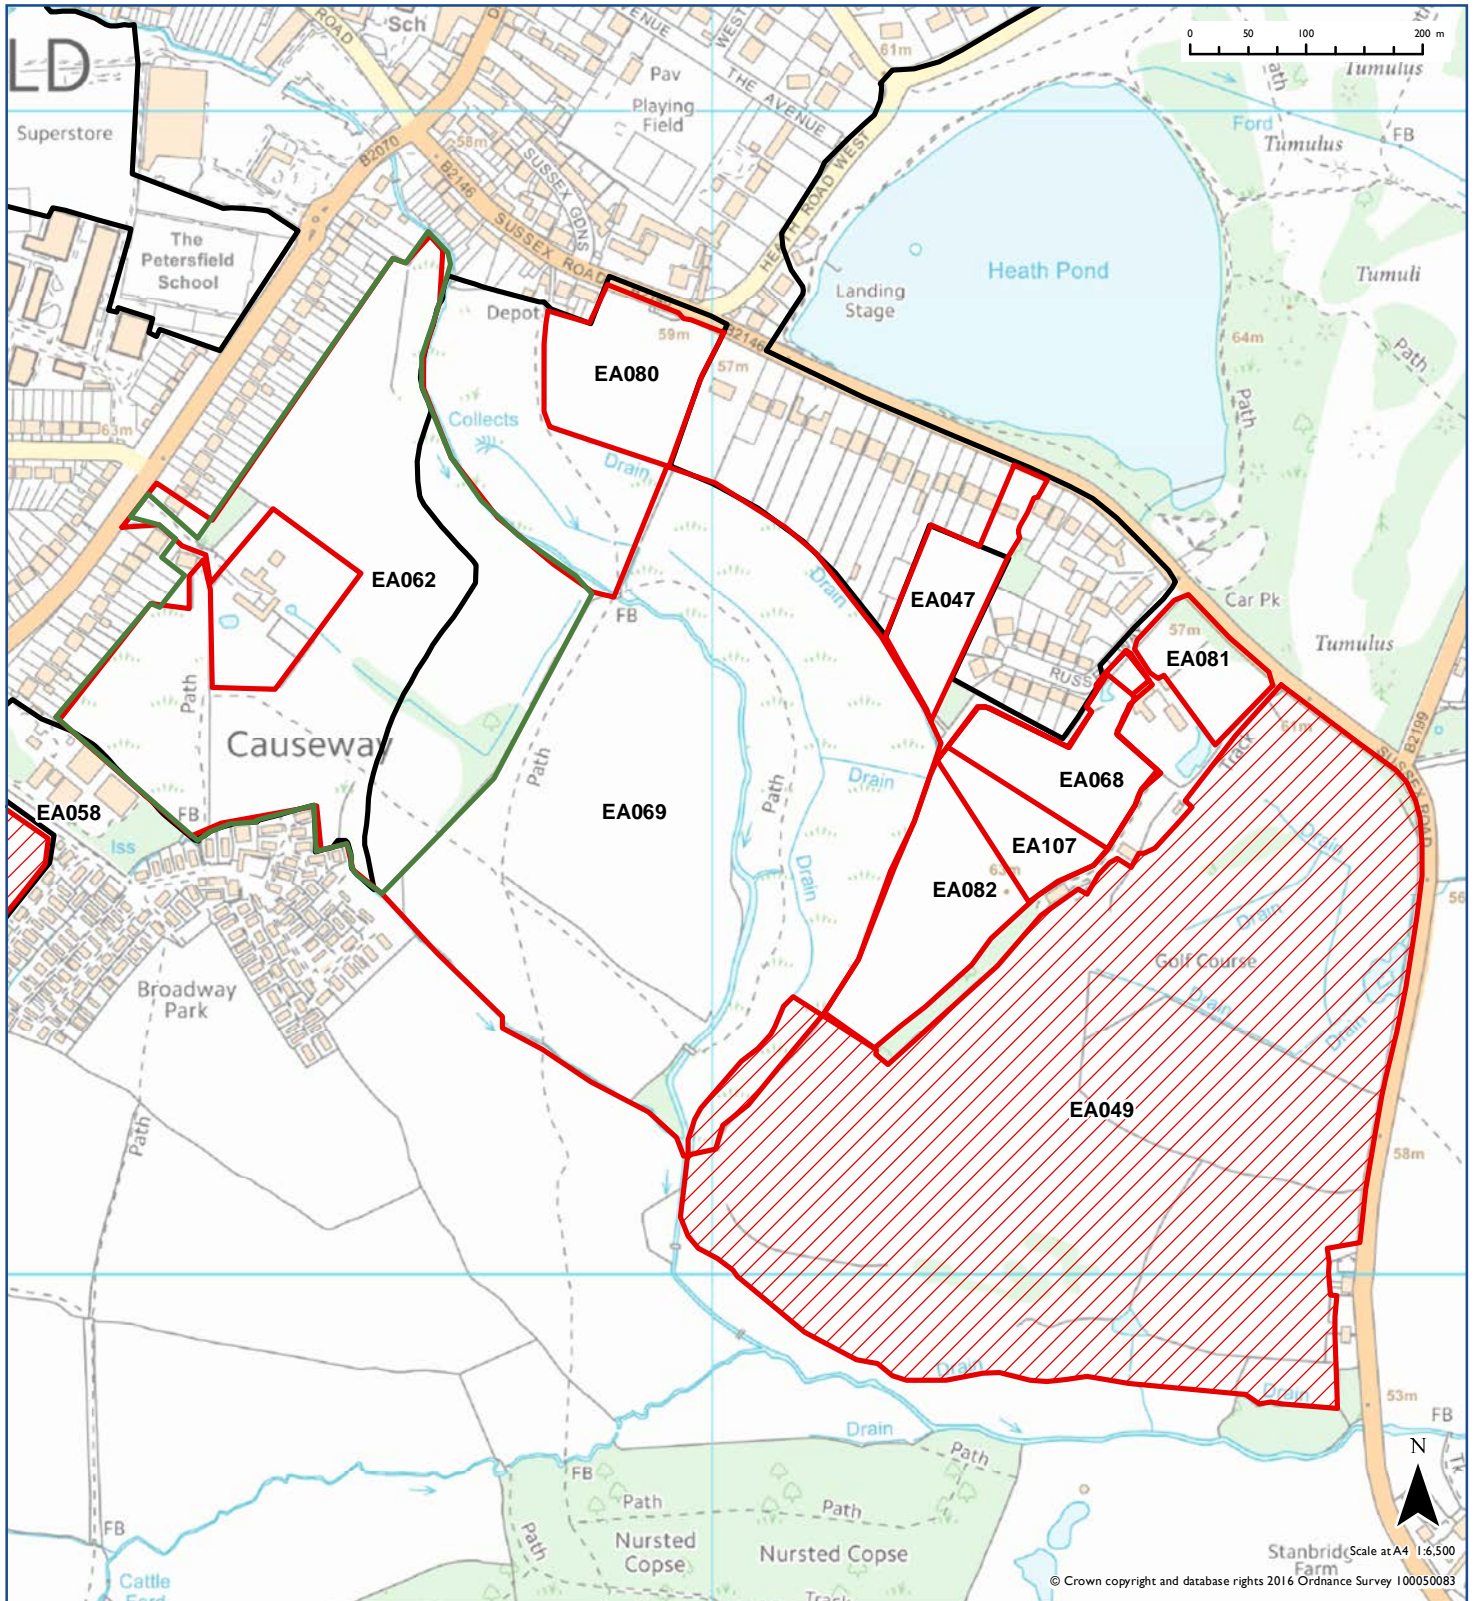 LD
Superstore
Sch
ROAD
B2070
58m
B2146
SUSSEX GDNS
SUSSEX ROAD
Pav
Playing
Field
AVENUE
WEST
THE AVENUE
61m
HEATH ROAD WEST
0 50 100 200 m
Path
Tumulus
Ford
Tumulus
FB
The
Petersfield
School
Heath Pond
Landing
Stage
Tumuli
64m
Path
Path
Depot
59m
B2146
57m
EA080
Collects
Drain
63m
EA062
FB
Drain
EA047
Car Pk
57m
EA081
Tumulus
RUSS
Path
Causeway
Path
Path
Drain
Drain
EA068
Track
61m
B2199
SUSSEX ROAD
EA058
FB
Iss
EA069
EA107
63m
EA082
Drain
Drain
56
Golf Course
Drain
Drain
Broadway
Park
EA049
Path
58m
Drain
Drain
53m
FB
Drain
Path
N
Tk
FB
Path
Path
Path
Nursted
Copse
Nursted Copse
Stanbridge
Farm
Scale at A4 1:6,500
© Crown copyright and database rights 2016 Ordnance Survey 100050083
FB
Cattle
Ford
Track